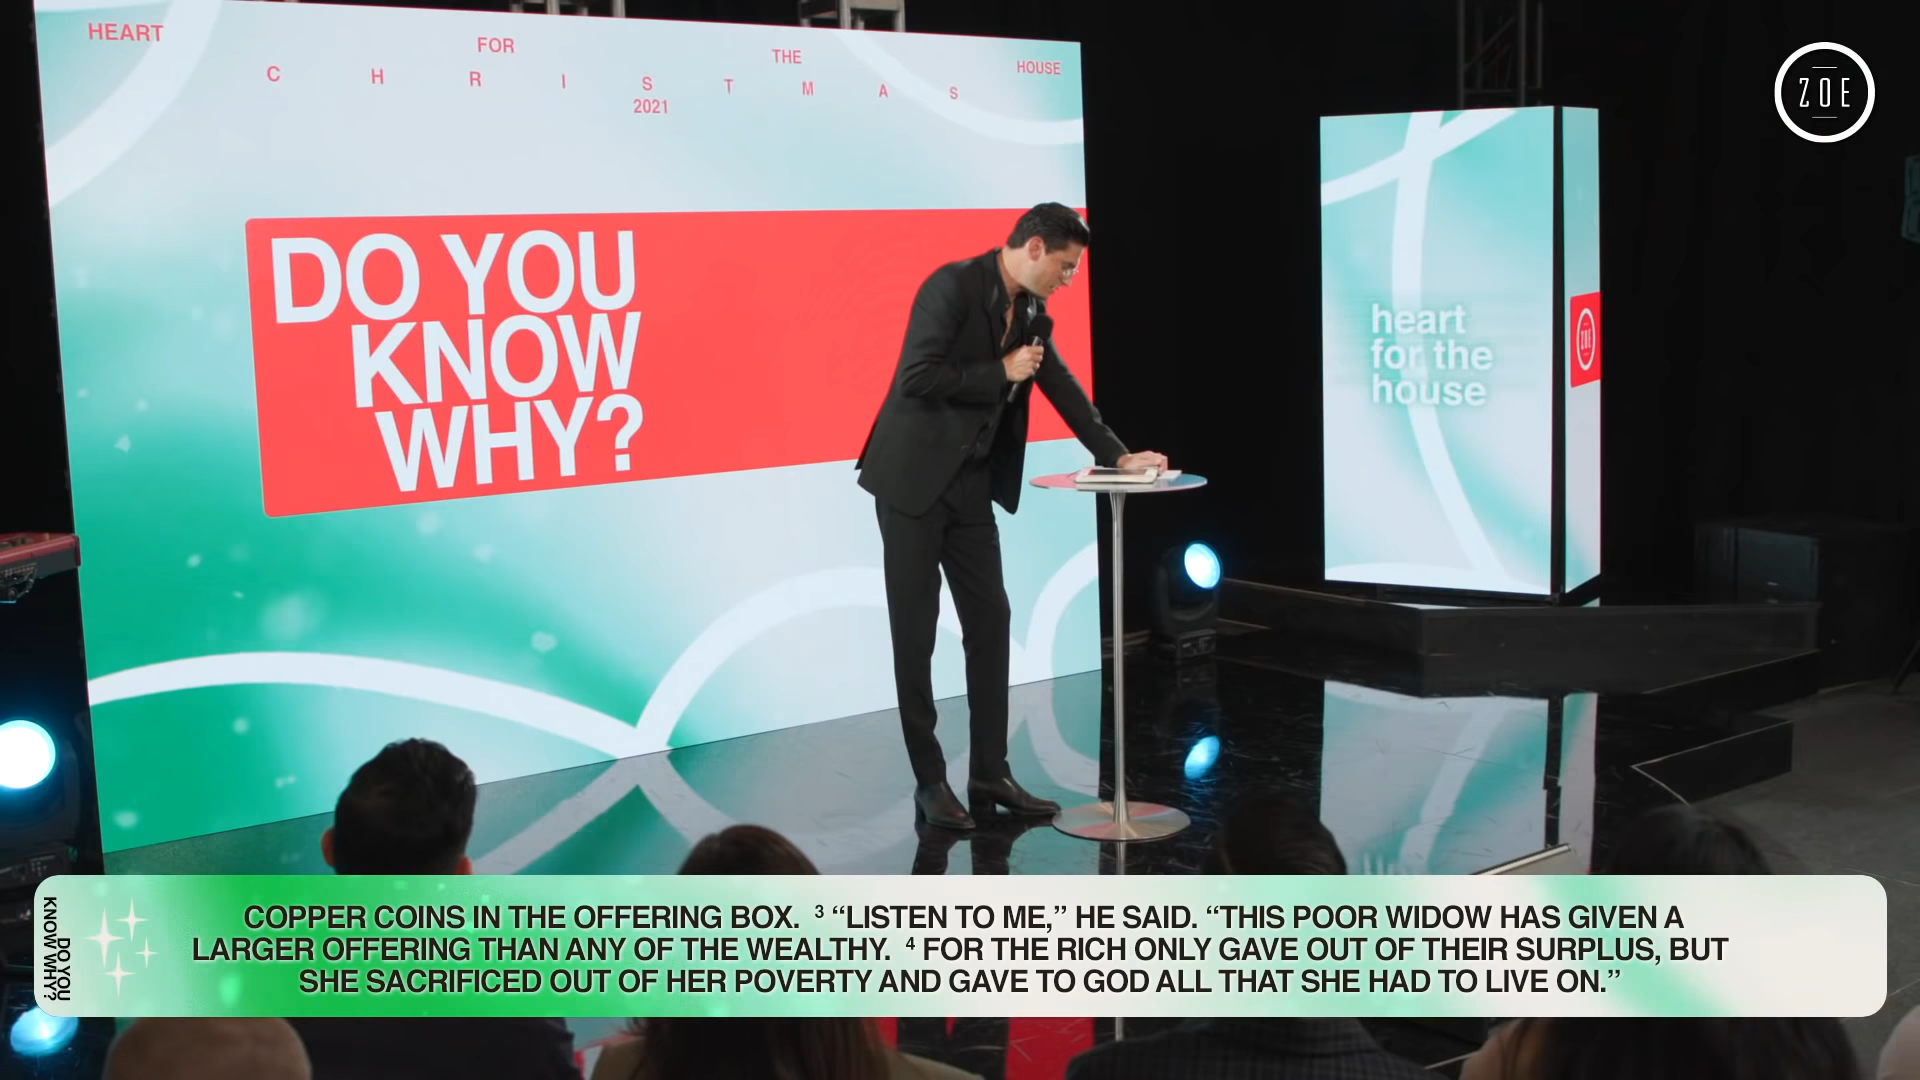 HEART FOR THE HOUSE
CHRISTMAS
2021
ZOE
DO YOU
KNOW
WHY?
heart
for the
house
ZOE
DO YOU
KNOW WHY?
COPPER COINS IN THE OFFERING BOX. ³ “LISTEN TO ME,” HE SAID. “THIS POOR WIDOW HAS GIVEN A
LARGER OFFERING THAN ANY OF THE WEALTHY. ⁴ FOR THE RICH ONLY GAVE OUT OF THEIR SURPLUS, BUT
SHE SACRIFICED OUT OF HER POVERTY AND GAVE TO GOD ALL THAT SHE HAD TO LIVE ON.”